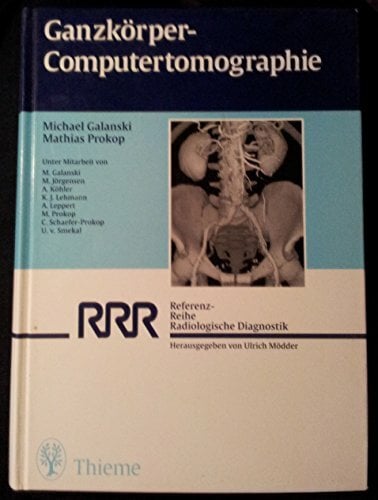 Ganzkörper-
Computertomographie
Michael Galanski
Mathias Prokop
Unter Mitarbeit von
M. Galanski
M. Jörgensen
A. Köhler
K. J. Lehmann
A. Leppert
M. Prokop
C. Schaefer-Prokop
U. v. Smekal
RRR
Referenz-
Reihe
Radiologische Diagnostik
Herausgegeben von Ulrich Mödder
Thieme